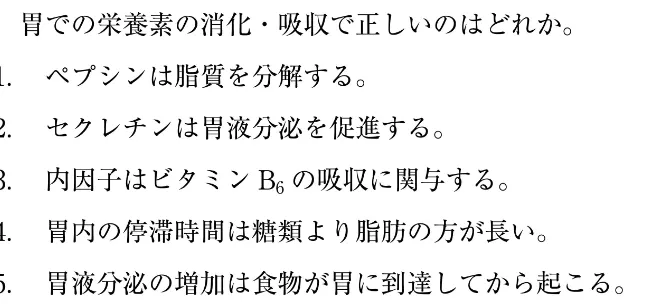 胃での栄養素の消化・吸収で正しいのはどれか。
1. ペプシンは脂質を分解する。
2. セクレチンは胃液分泌を促進する。
3. 内因子はビタミン B₆ の吸収に関与する。
4. 胃内の停滞時間は糖類より脂肪の方が長い。
5. 胃液分泌の増加は食物が胃に到達してから起こる。